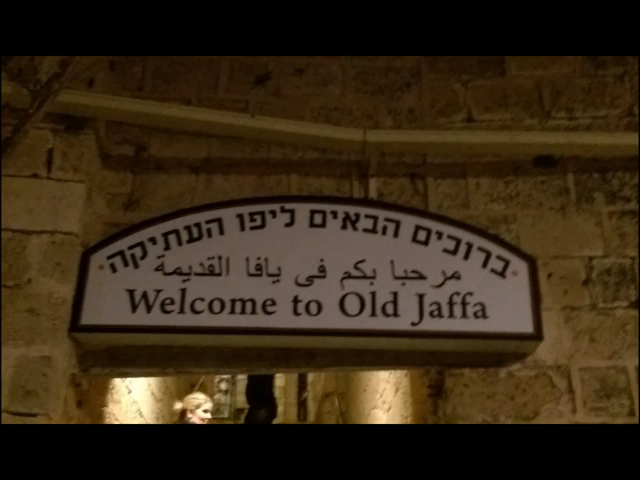 ברוכים הבאים ליפו העתיקה
مرحبا بكم فى يافا القديمة
Welcome to Old Jaffa